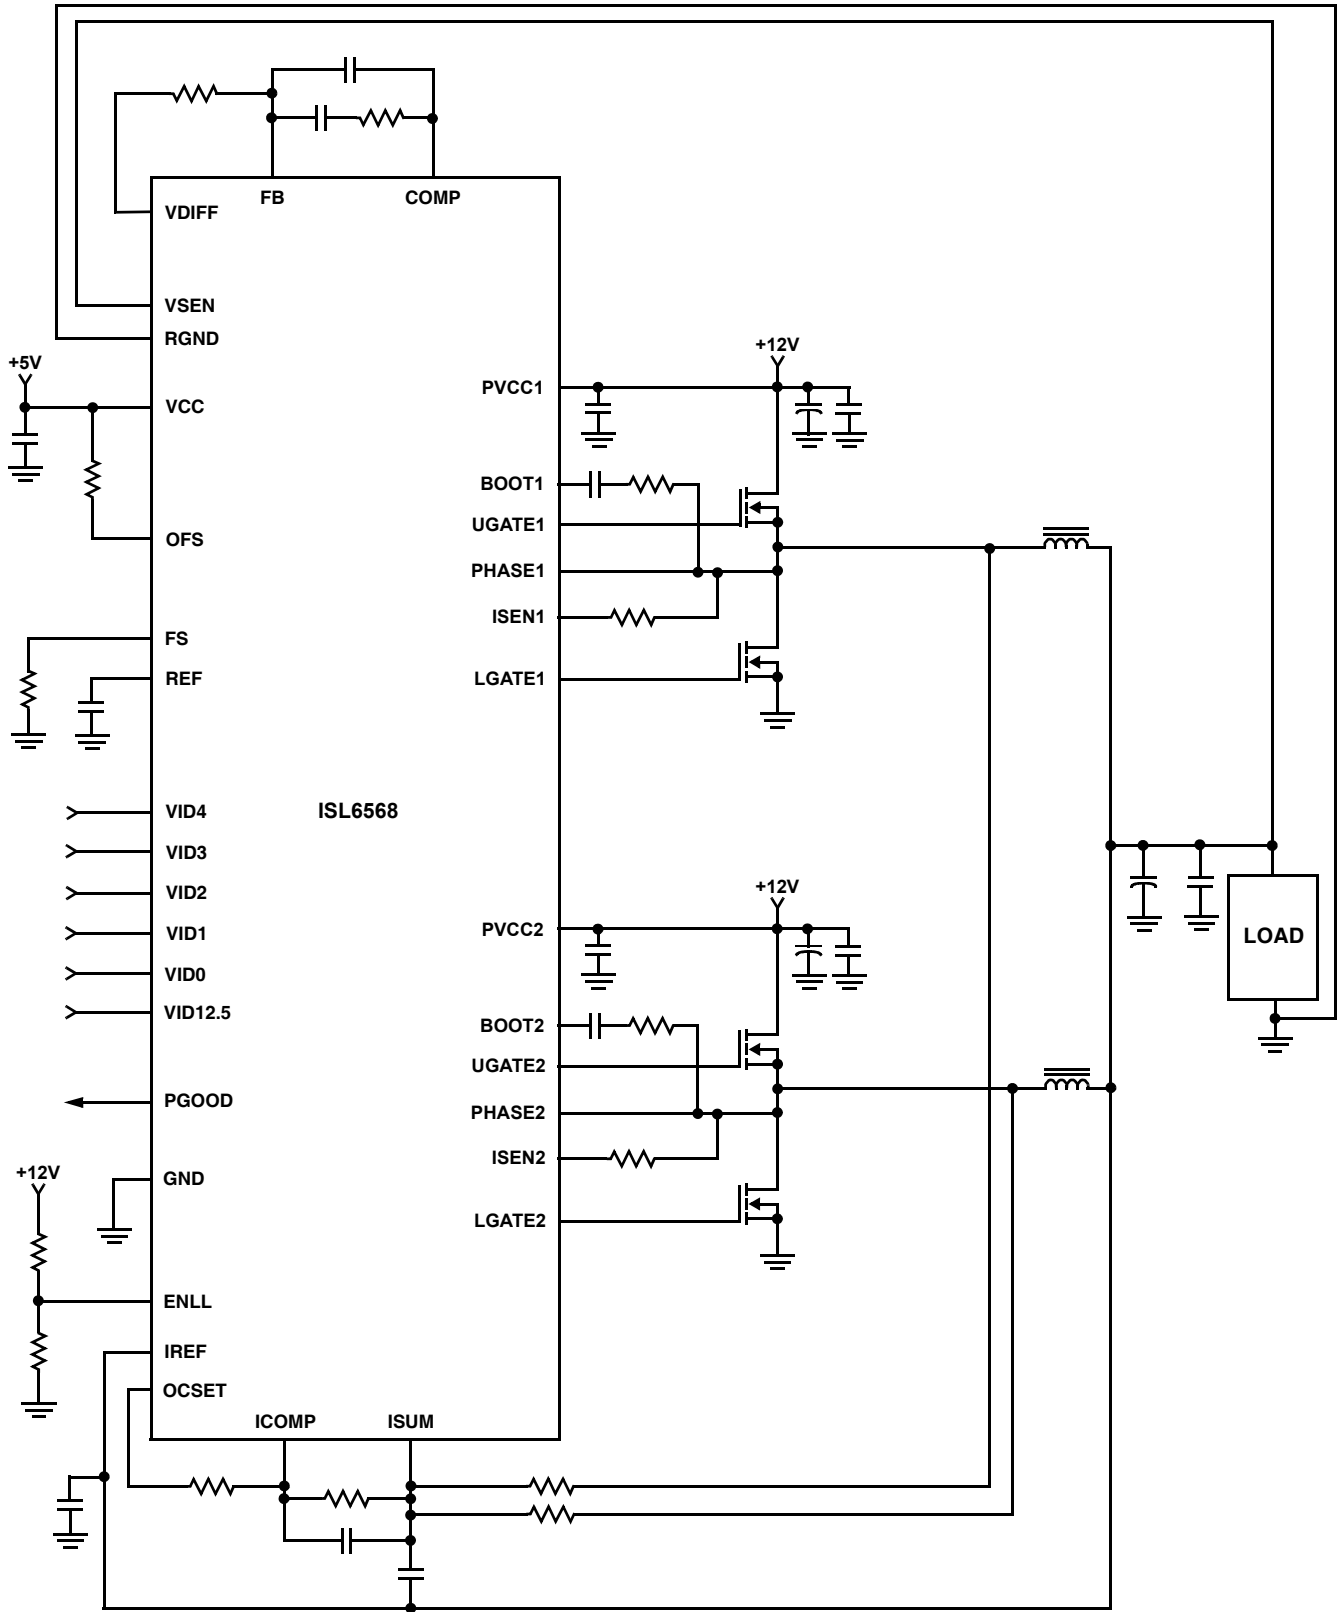 FB
COMP
VDIFF
VSEN
RGND
+5V
VCC
OFS
FS
REF
VID4
VID3
VID2
VID1
VID0
VID12.5
PGOOD
+12V
GND
ENLL
IREF
OCSET
ICOMP
ISUM
ISL6568
+12V
PVCC1
BOOT1
UGATE1
PHASE1
ISEN1
LGATE1
+12V
PVCC2
BOOT2
UGATE2
PHASE2
ISEN2
LGATE2
LOAD